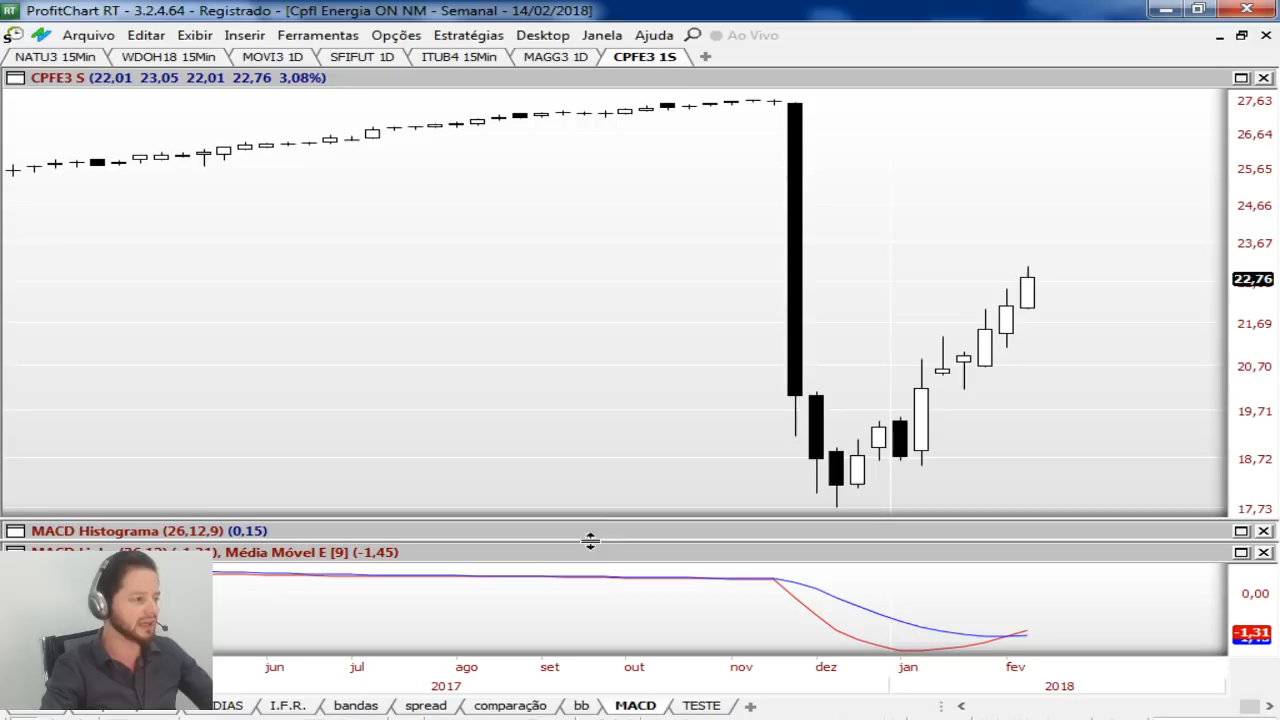 RT ProfitChart RT - 3.2.4.64 - Registrado - [Cpfl Energia ON NM - Semanal - 14/02/2018]
Arquivo Editar Exibir Inserir Ferramentas Opções Estratégias Desktop Janela Ajuda Ao Vivo
NATU3 15Min WDOH18 15Min MOVI3 1D SFIFUT 1D ITUB4 15Min MAGG3 1D CPFE3 1S
CPFE3 S (22,01 23,05 22,01 22,76 3,08%)
27,63
26,64
25,65
24,66
23,67
22,76
21,69
20,70
19,71
18,72
17,73
MACD Histograma (26,12,9) (0,15)
(26,12) (-1,31), Média Móvel E [9] (-1,45)
0,00
-1,31
jun jul ago set out nov dez jan fev
2017 2018
I.F.R. bandas spread comparação bb MACD TESTE